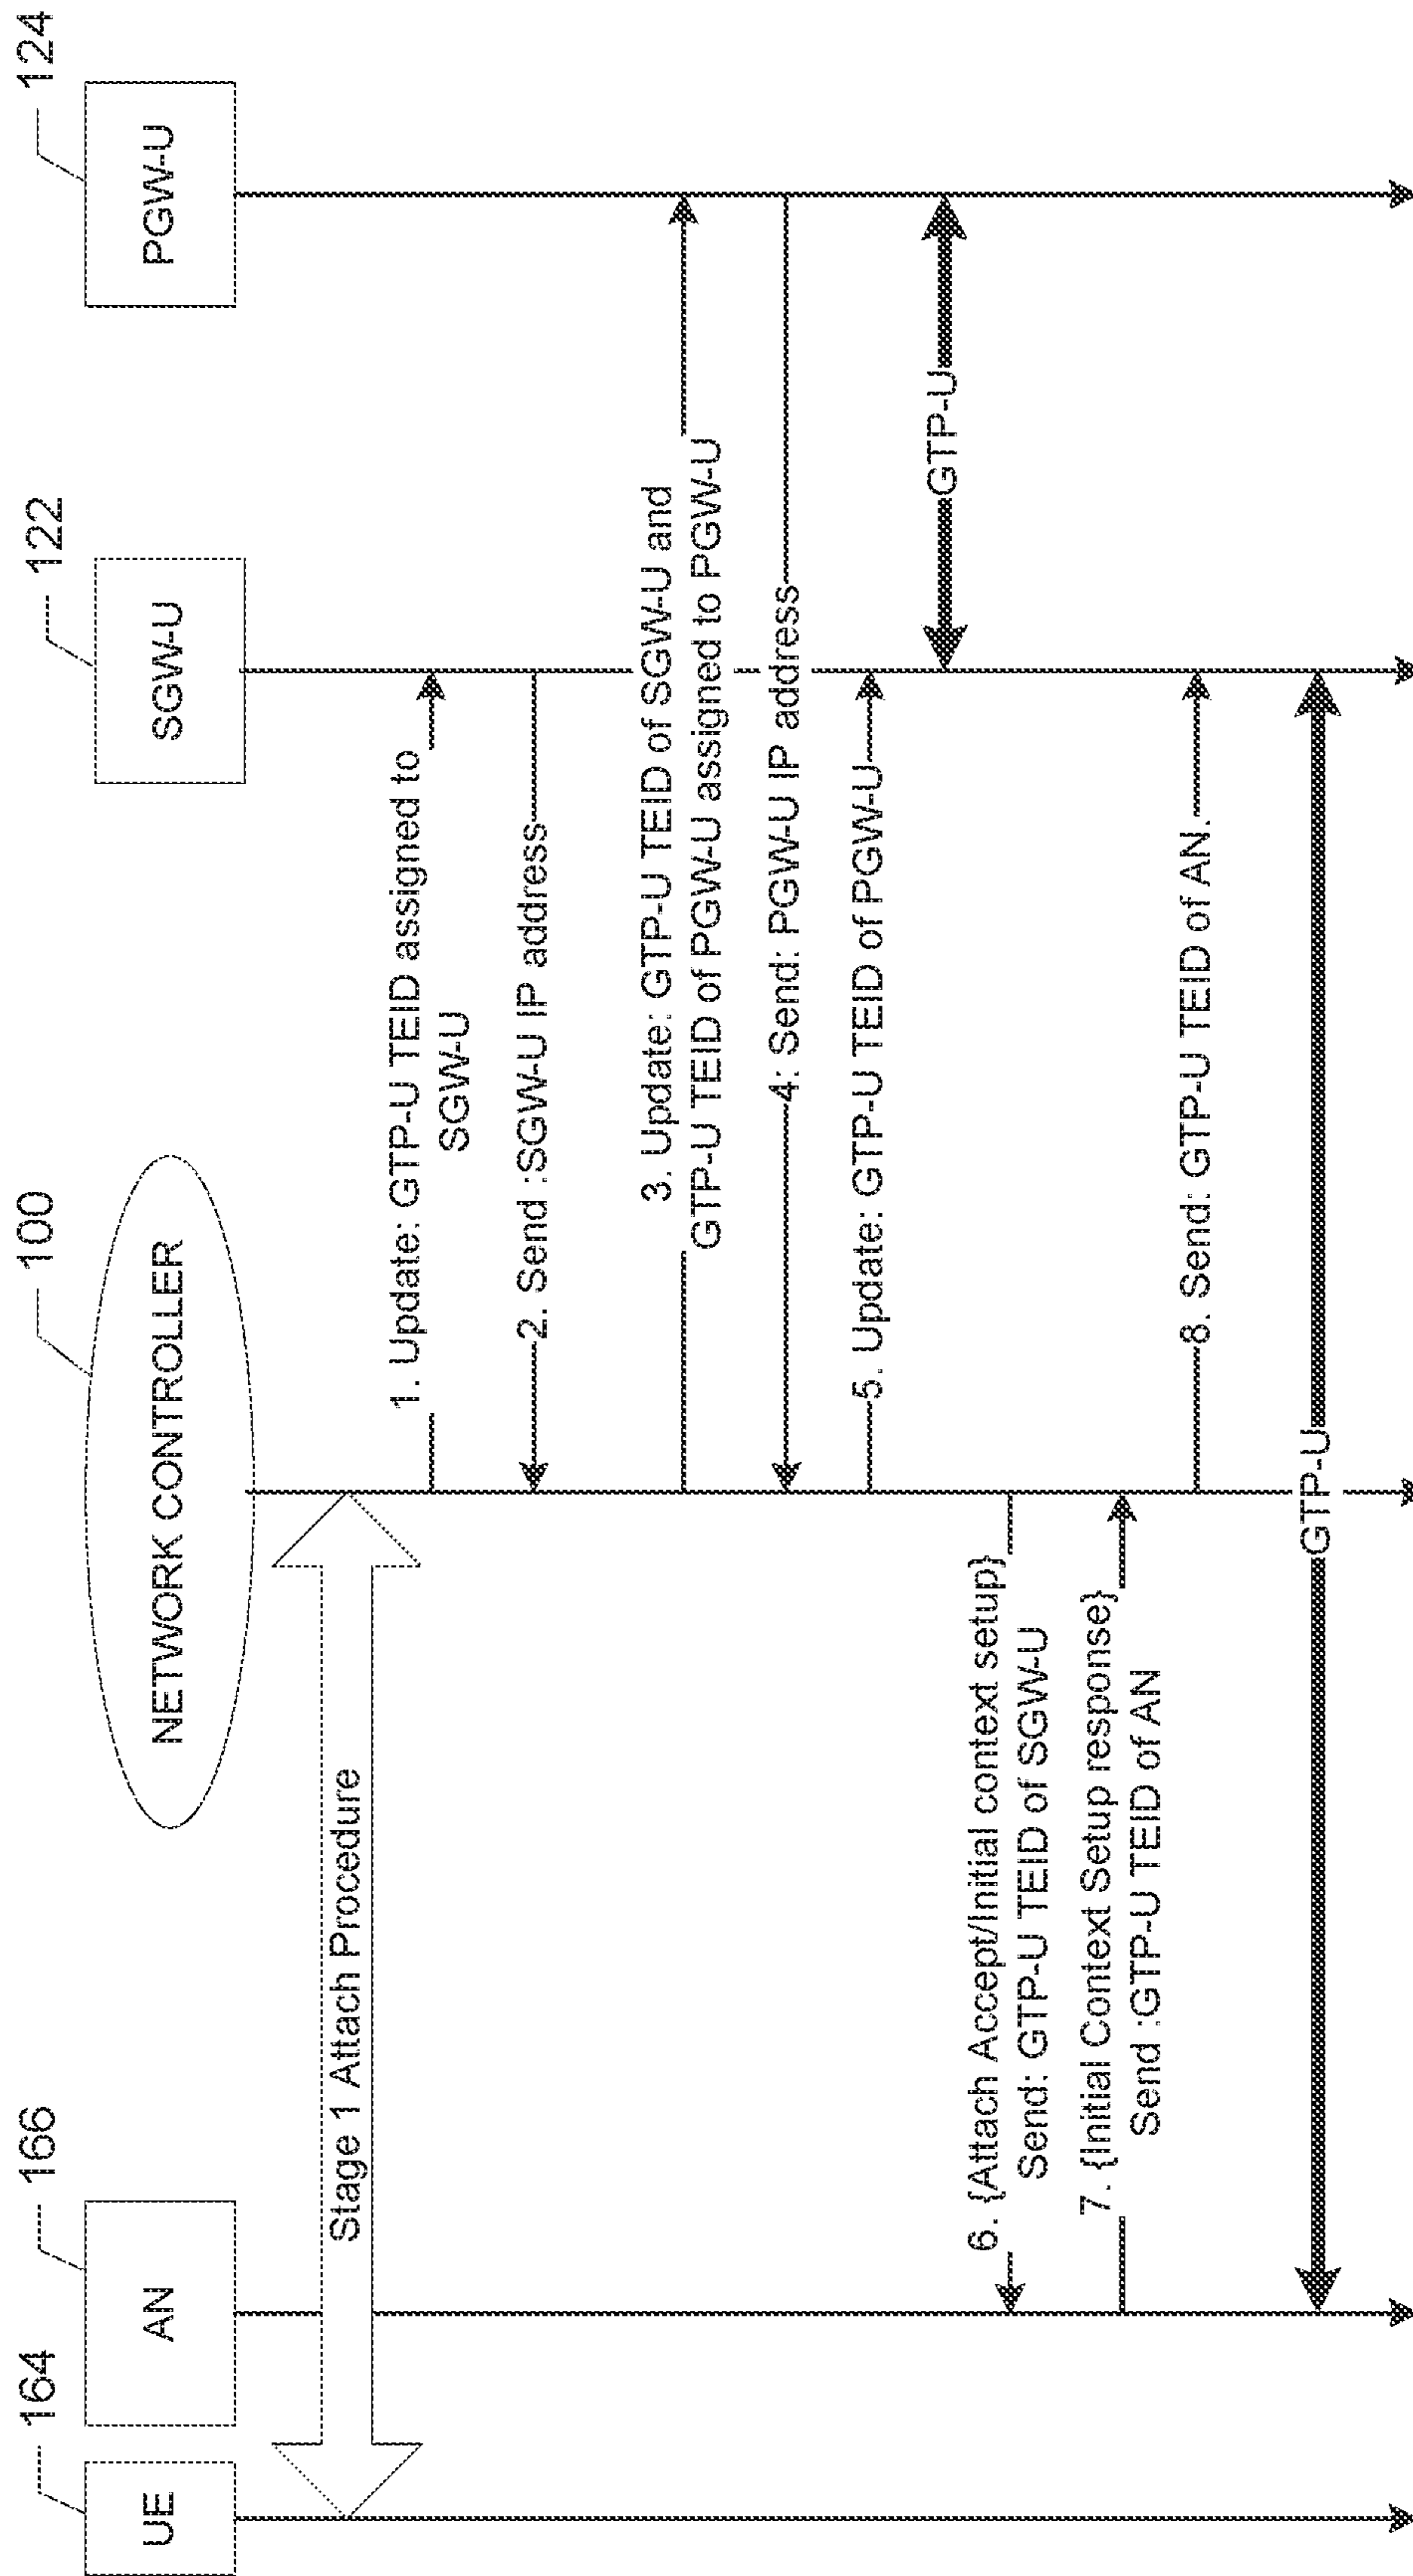 164
166
100
122
124
UE
AN
NETWORK CONTROLLER
SGW-U
PGW-U
Stage 1 Attach Procedure
1. Update: GTP-U TEID assigned to
SGW-U
2. Send :SGW-U IP address
3. Update: GTP-U TEID of SGW-U and
GTP-U TEID of PGW-U assigned to PGW-U
4: Send: PGW-U IP address
5. Update: GTP-U TEID of PGW-U
GTP-U
6. {Attach Accept/Initial context setup}
Send: GTP-U TEID of SGW-U
7. {Initial Context Setup response}
Send :GTP-U TEID of AN
8. Send: GTP-U TEID of AN.
GTP-U